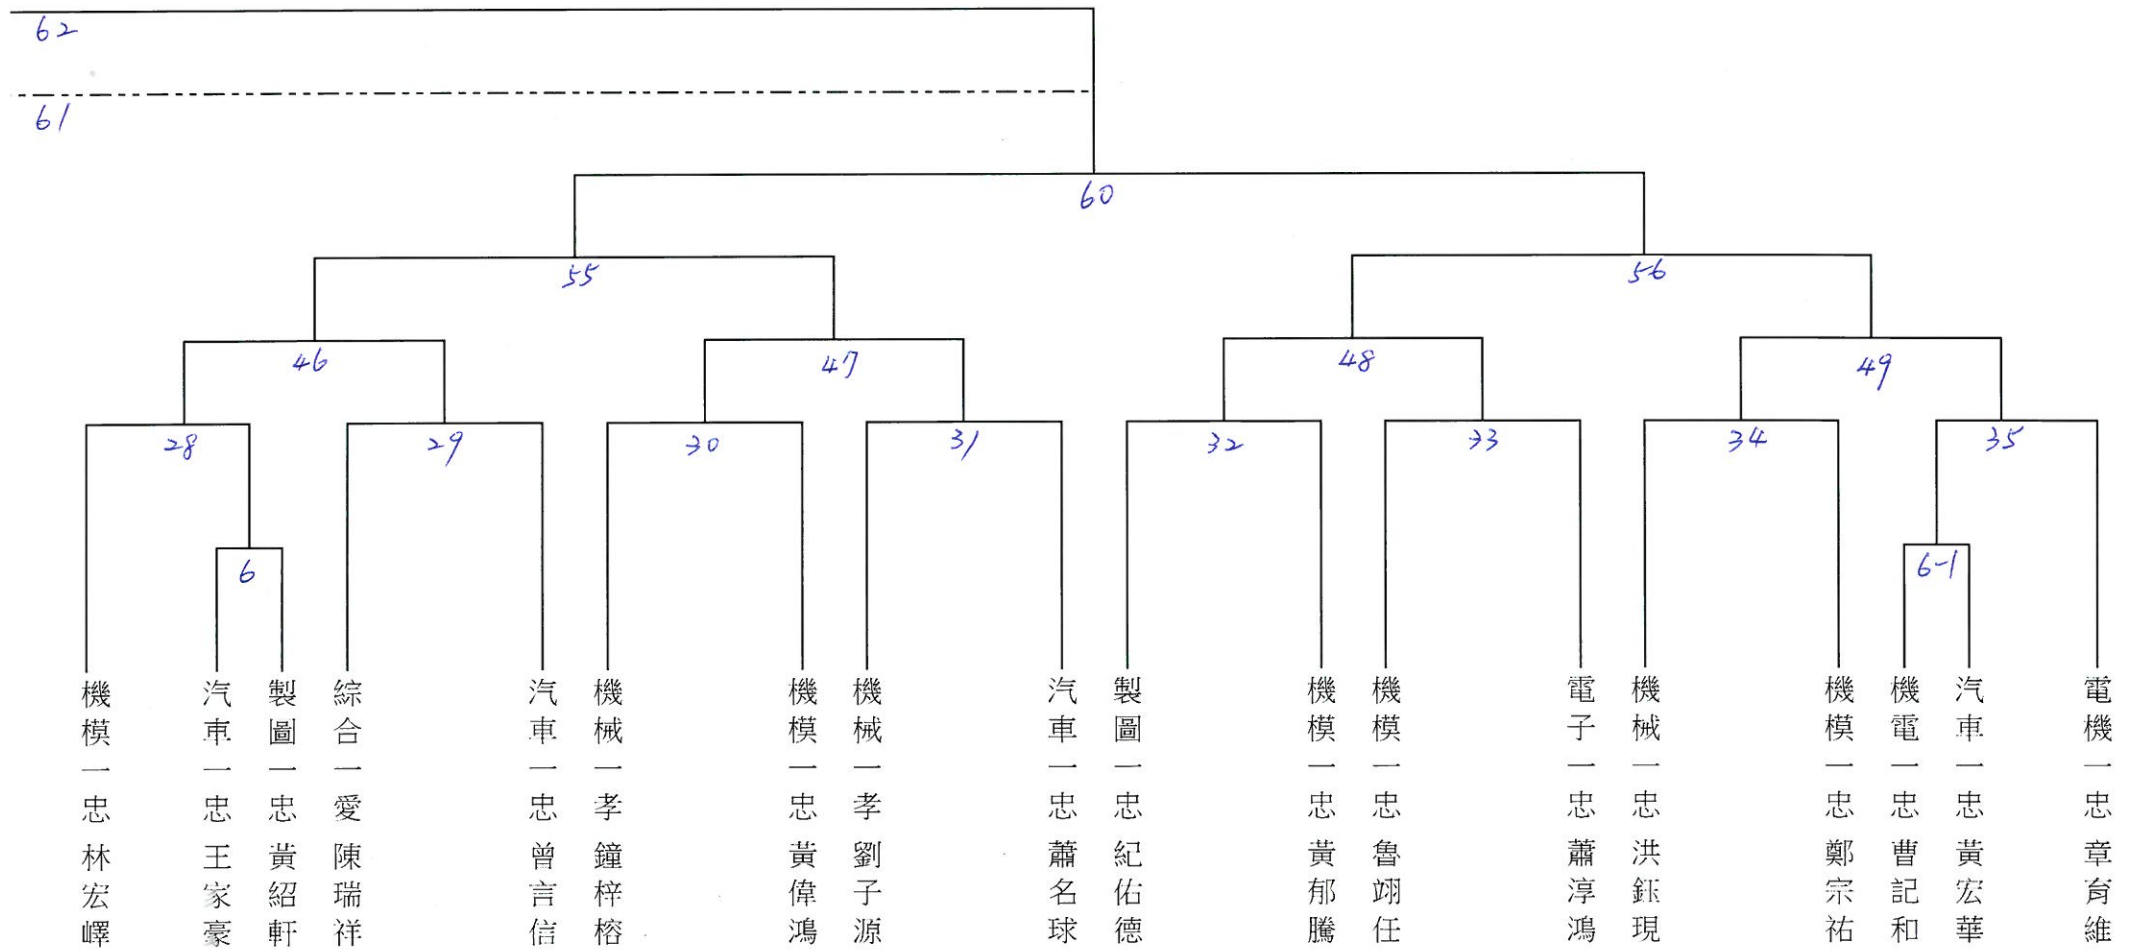 62
61
60
55
56
46
47
48
49
28
29
30
31
32
33
34
35
6
6-1
機模一忠林宏嶧
汽車一忠王家豪
製圖一忠黃紹軒
綜合一愛陳瑞祥
汽車一忠曾言信
機械一孝鐘梓榕
機模一忠黃偉鴻
機械一孝劉子源
汽車一忠蕭名球
製圖一忠紀佑德
機模一忠黃郁騰
機模一忠魯翊任
電子一忠蕭淳鴻
機械一忠洪鈺現
機模一忠鄭宗祐
機電一忠曹記和
汽車一忠黃宏華
電機一忠章育維